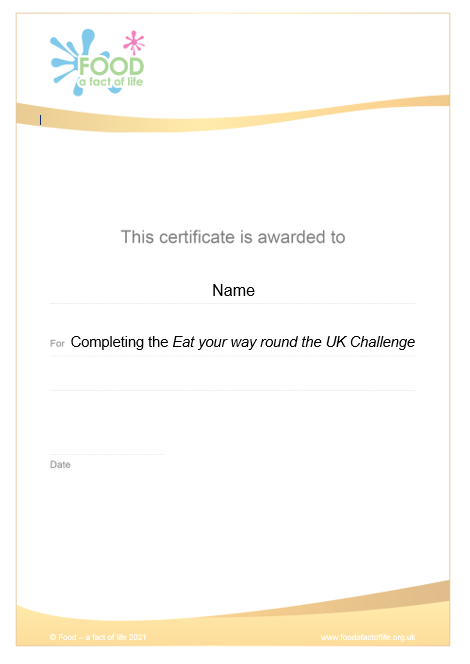 FOOD
a fact of life
This certificate is awarded to
Name
For Completing the Eat your way round the UK Challenge
Date
© Food – a fact of life 2021 www.foodafactoflife.org.uk